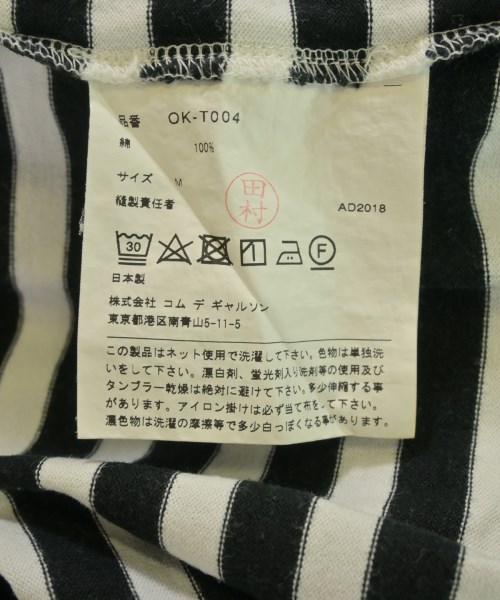 品番 OK-T004
綿 100%
サイズ M
田村
縫製責任者 AD2018
30 F
日本製
株式会社 コム デ ギャルソン
東京都港区南青山5-11-5
この製品はネット使用で洗濯して下さい。色物は単独洗
いをして下さい。漂白剤、蛍光剤入り洗剤等の使用及び
タンブラー乾燥は絶対に避けて下さい。多少伸縮する事
があります。アイロン掛けは必ず当て布をして下さい。
濃色物は洗濯の摩擦等で多少白っぽくなる事があります。